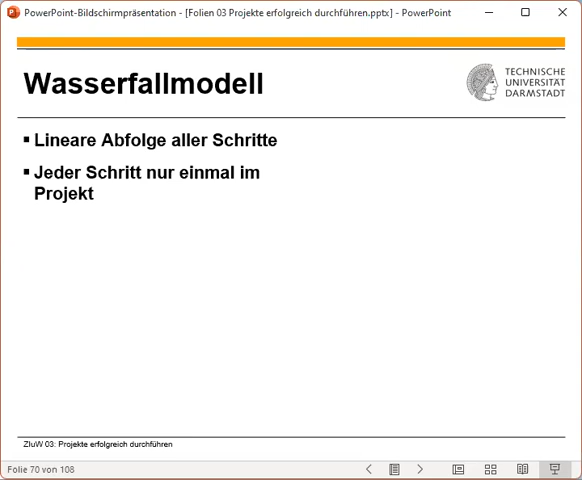 PowerPoint-Bildschirmpräsentation - [Folien 03 Projekte erfolgreich durchführen.pptx] - PowerPoint
Wasserfallmodell
TECHNISCHE
UNIVERSITÄT
DARMSTADT
Lineare Abfolge aller Schritte
Jeder Schritt nur einmal im
Projekt
ZIuW 03: Projekte erfolgreich durchführen
Folie 70 von 108